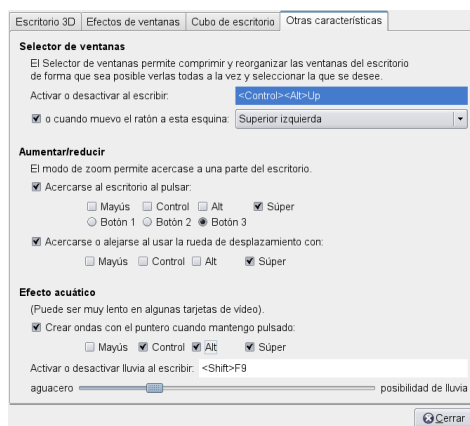 Escritorio 3D Efectos de ventanas Cubo de escritorio Otras características
Selector de ventanas
El Selector de ventanas permite comprimir y reorganizar las ventanas del escritorio
de forma que sea posible verlas todas a la vez y seleccionar la que se desee.
Activar o desactivar al escribir: <Control><Alt>Up
o cuando muevo el ratón a esta esquina: Superior izquierda
Aumentar/reducir
El modo de zoom permite acercase a una parte del escritorio.
Acercarse al escritorio al pulsar:
Mayús Control Alt Súper
Botón 1 Botón 2 Botón 3
Acercarse o alejarse al usar la rueda de desplazamiento con:
Mayús Control Alt Súper
Efecto acuático
(Puede ser muy lento en algunas tarjetas de vídeo).
Crear ondas con el puntero cuando mantengo pulsado:
Mayús Control Alt Súper
Activar o desactivar lluvia al escribir: <Shift>F9
aguacero posibilidad de lluvia
Cerrar